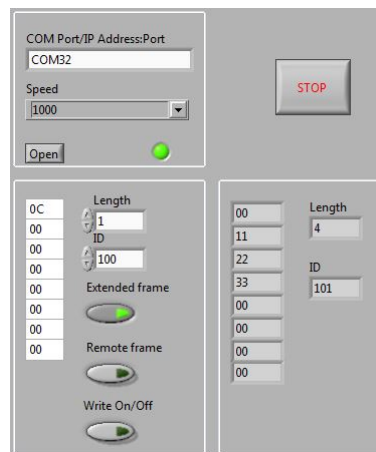 COM Port/IP Address:Port
COM32
Speed
1000
Open
STOP
0C
00
00
00
00
00
00
00
Length
1
ID
100
Extended frame
Remote frame
Write On/Off
00
11
22
33
00
00
00
00
Length
4
ID
101